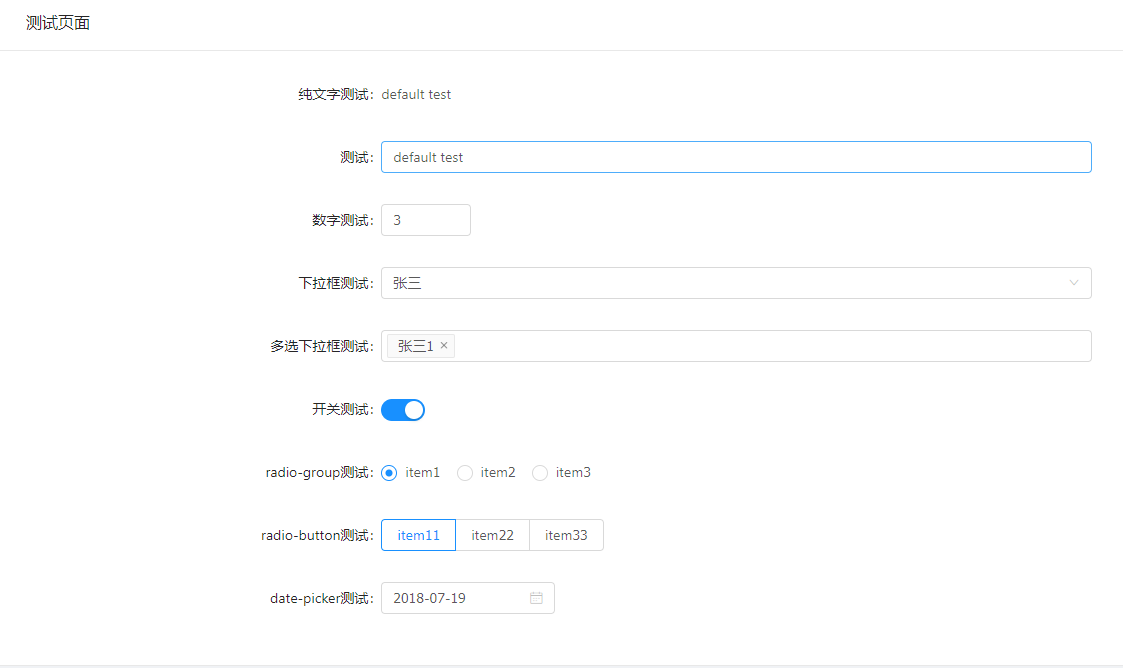 测试页面
纯文字测试: default test
测试: default test
数字测试: 3
下拉框测试: 张三
多选下拉框测试: 张三1 ×
开关测试:
radio-group测试: item1 item2 item3
radio-button测试: item11 item22 item33
date-picker测试: 2018-07-19